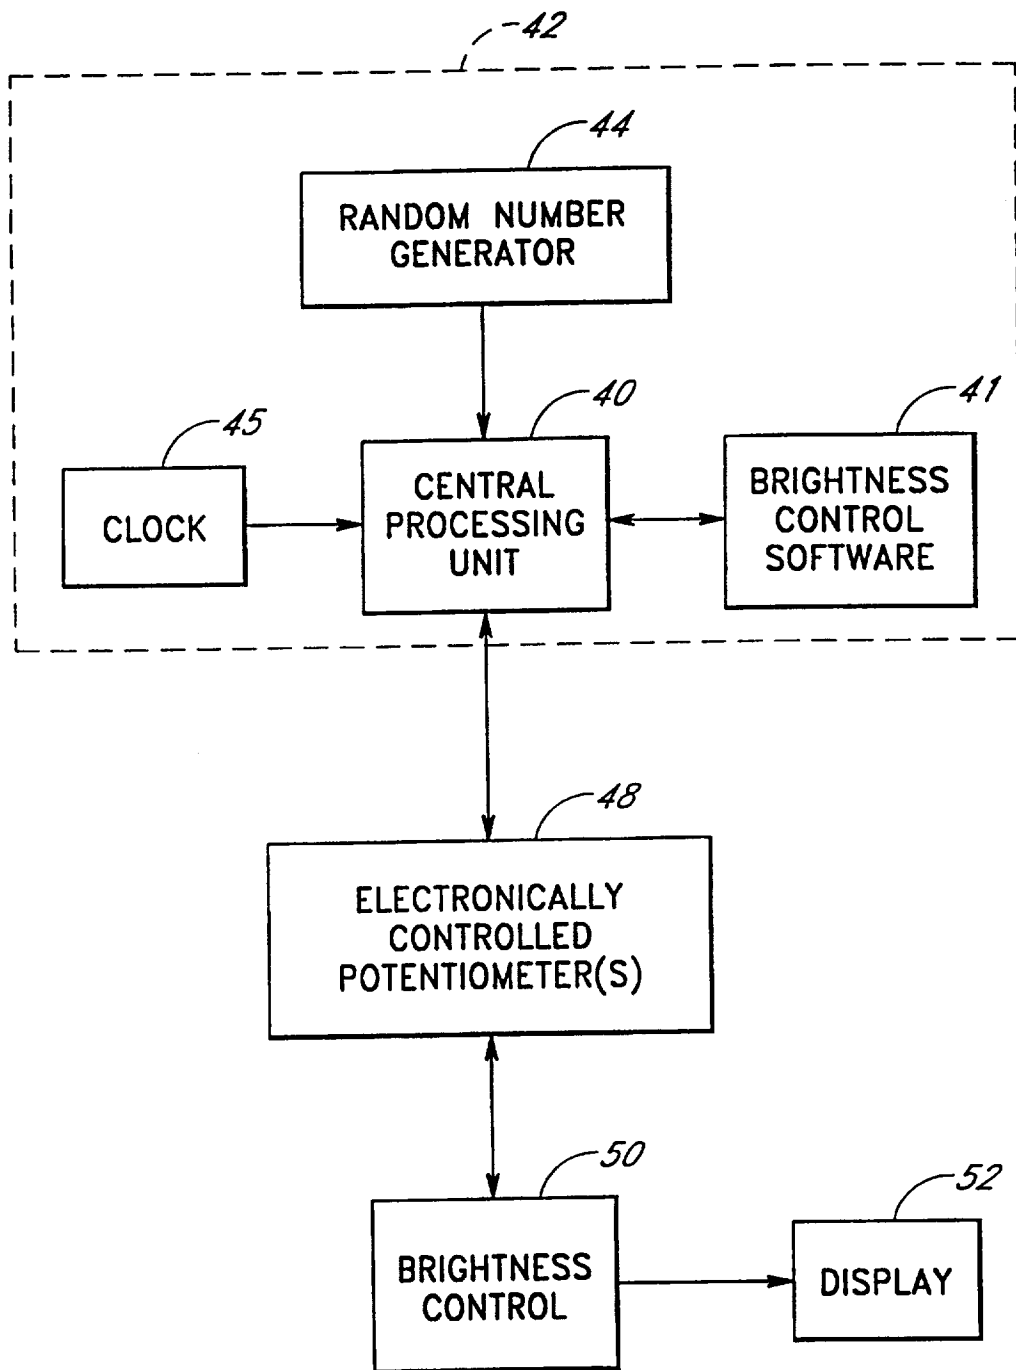 42
44
RANDOM NUMBER
GENERATOR
45
CLOCK
40
CENTRAL
PROCESSING
UNIT
41
BRIGHTNESS
CONTROL
SOFTWARE
48
ELECTRONICALLY
CONTROLLED
POTENTIOMETER(S)
50
BRIGHTNESS
CONTROL
52
DISPLAY